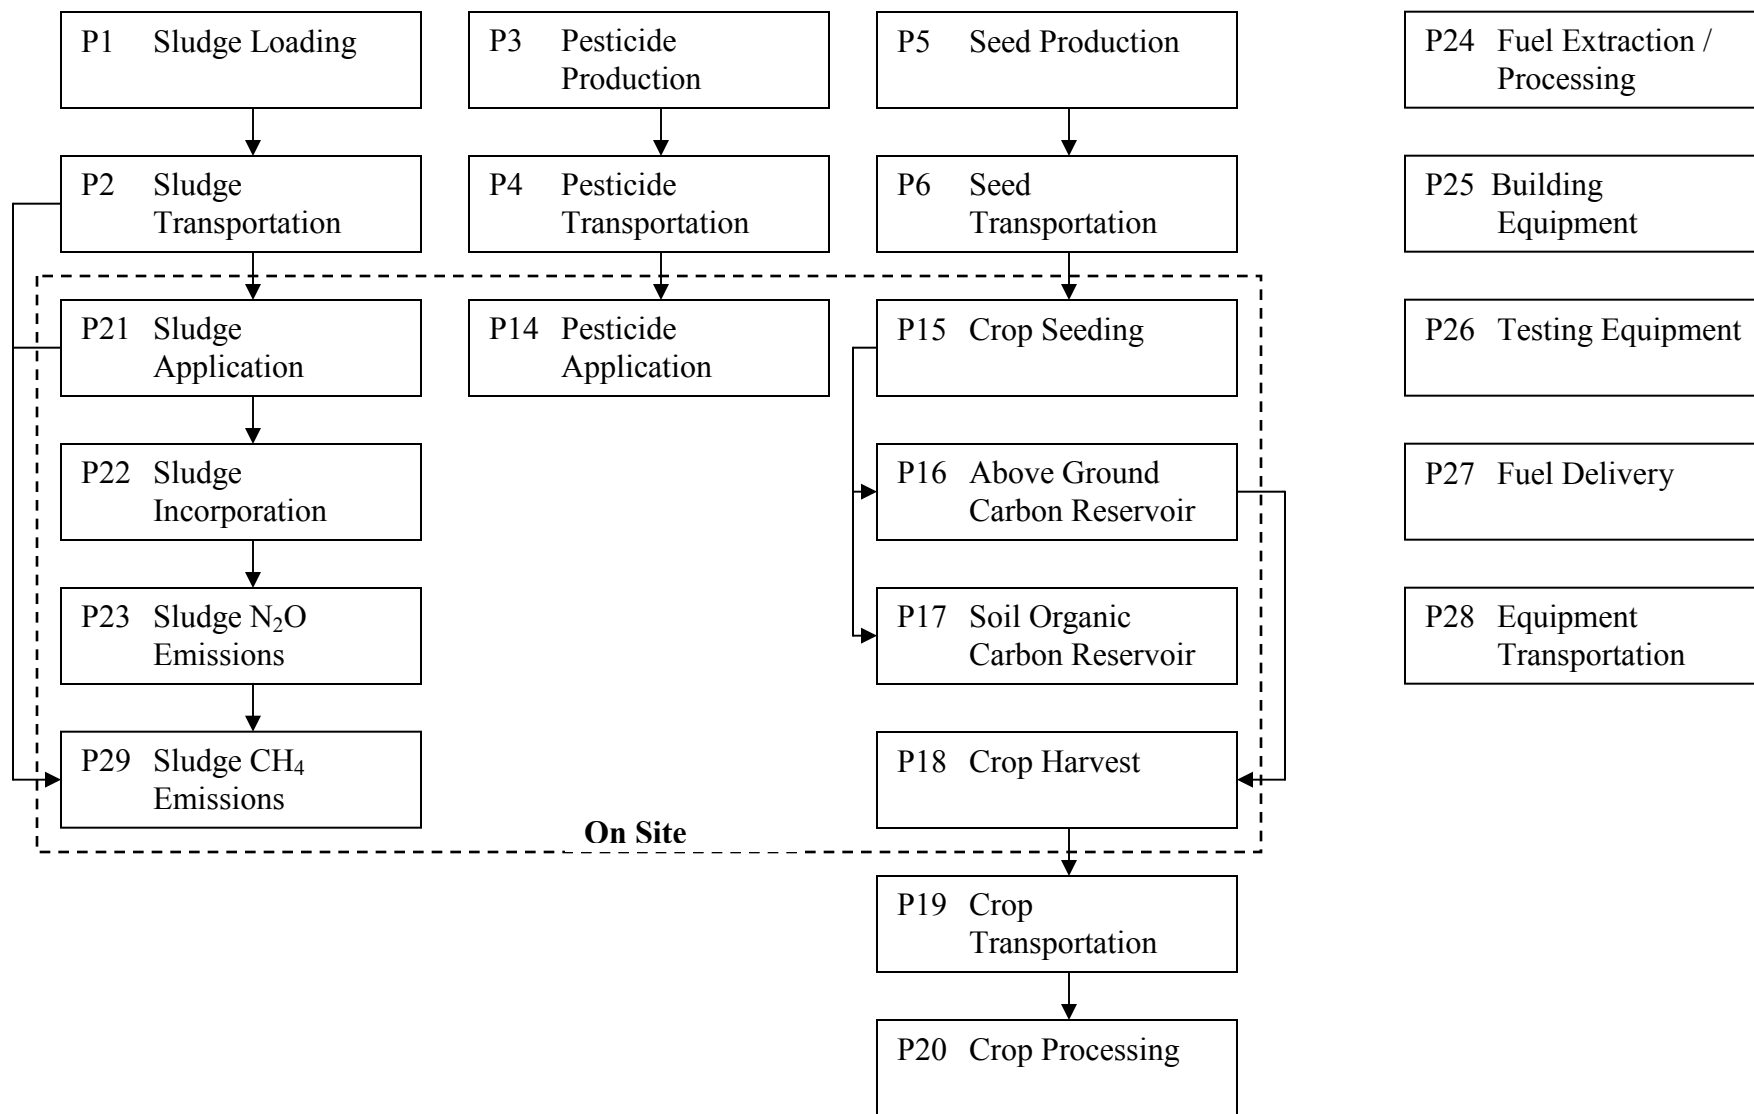 P1 Sludge Loading
P3 Pesticide
Production
P5 Seed Production
P24 Fuel Extraction /
Processing
P2 Sludge
Transportation
P4 Pesticide
Transportation
P6 Seed
Transportation
P25 Building
Equipment
P21 Sludge
Application
P14 Pesticide
Application
P15 Crop Seeding
P26 Testing Equipment
P22 Sludge
Incorporation
P16 Above Ground
Carbon Reservoir
P27 Fuel Delivery
P23 Sludge N₂O
Emissions
P17 Soil Organic
Carbon Reservoir
P28 Equipment
Transportation
P29 Sludge CH₄
Emissions
P18 Crop Harvest
On Site
P19 Crop
Transportation
P20 Crop Processing